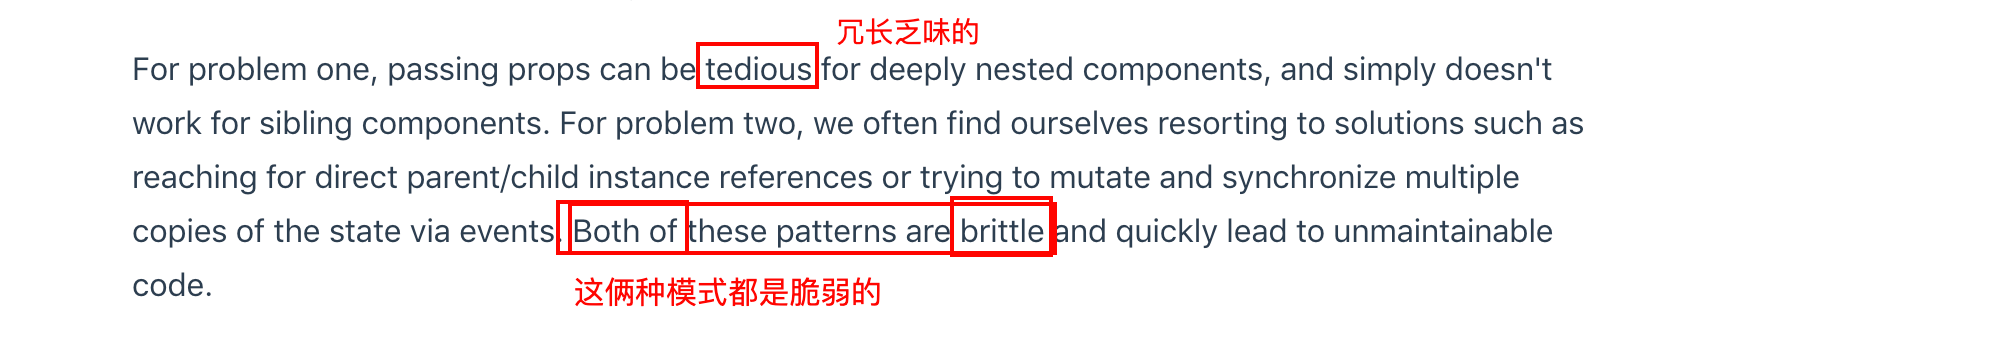 冗长乏味的
For problem one, passing props can be tedious for deeply nested components, and simply doesn't
work for sibling components. For problem two, we often find ourselves resorting to solutions such as
reaching for direct parent/child instance references or trying to mutate and synchronize multiple
copies of the state via events. Both of these patterns are brittle and quickly lead to unmaintainable
code.
这俩种模式都是脆弱的